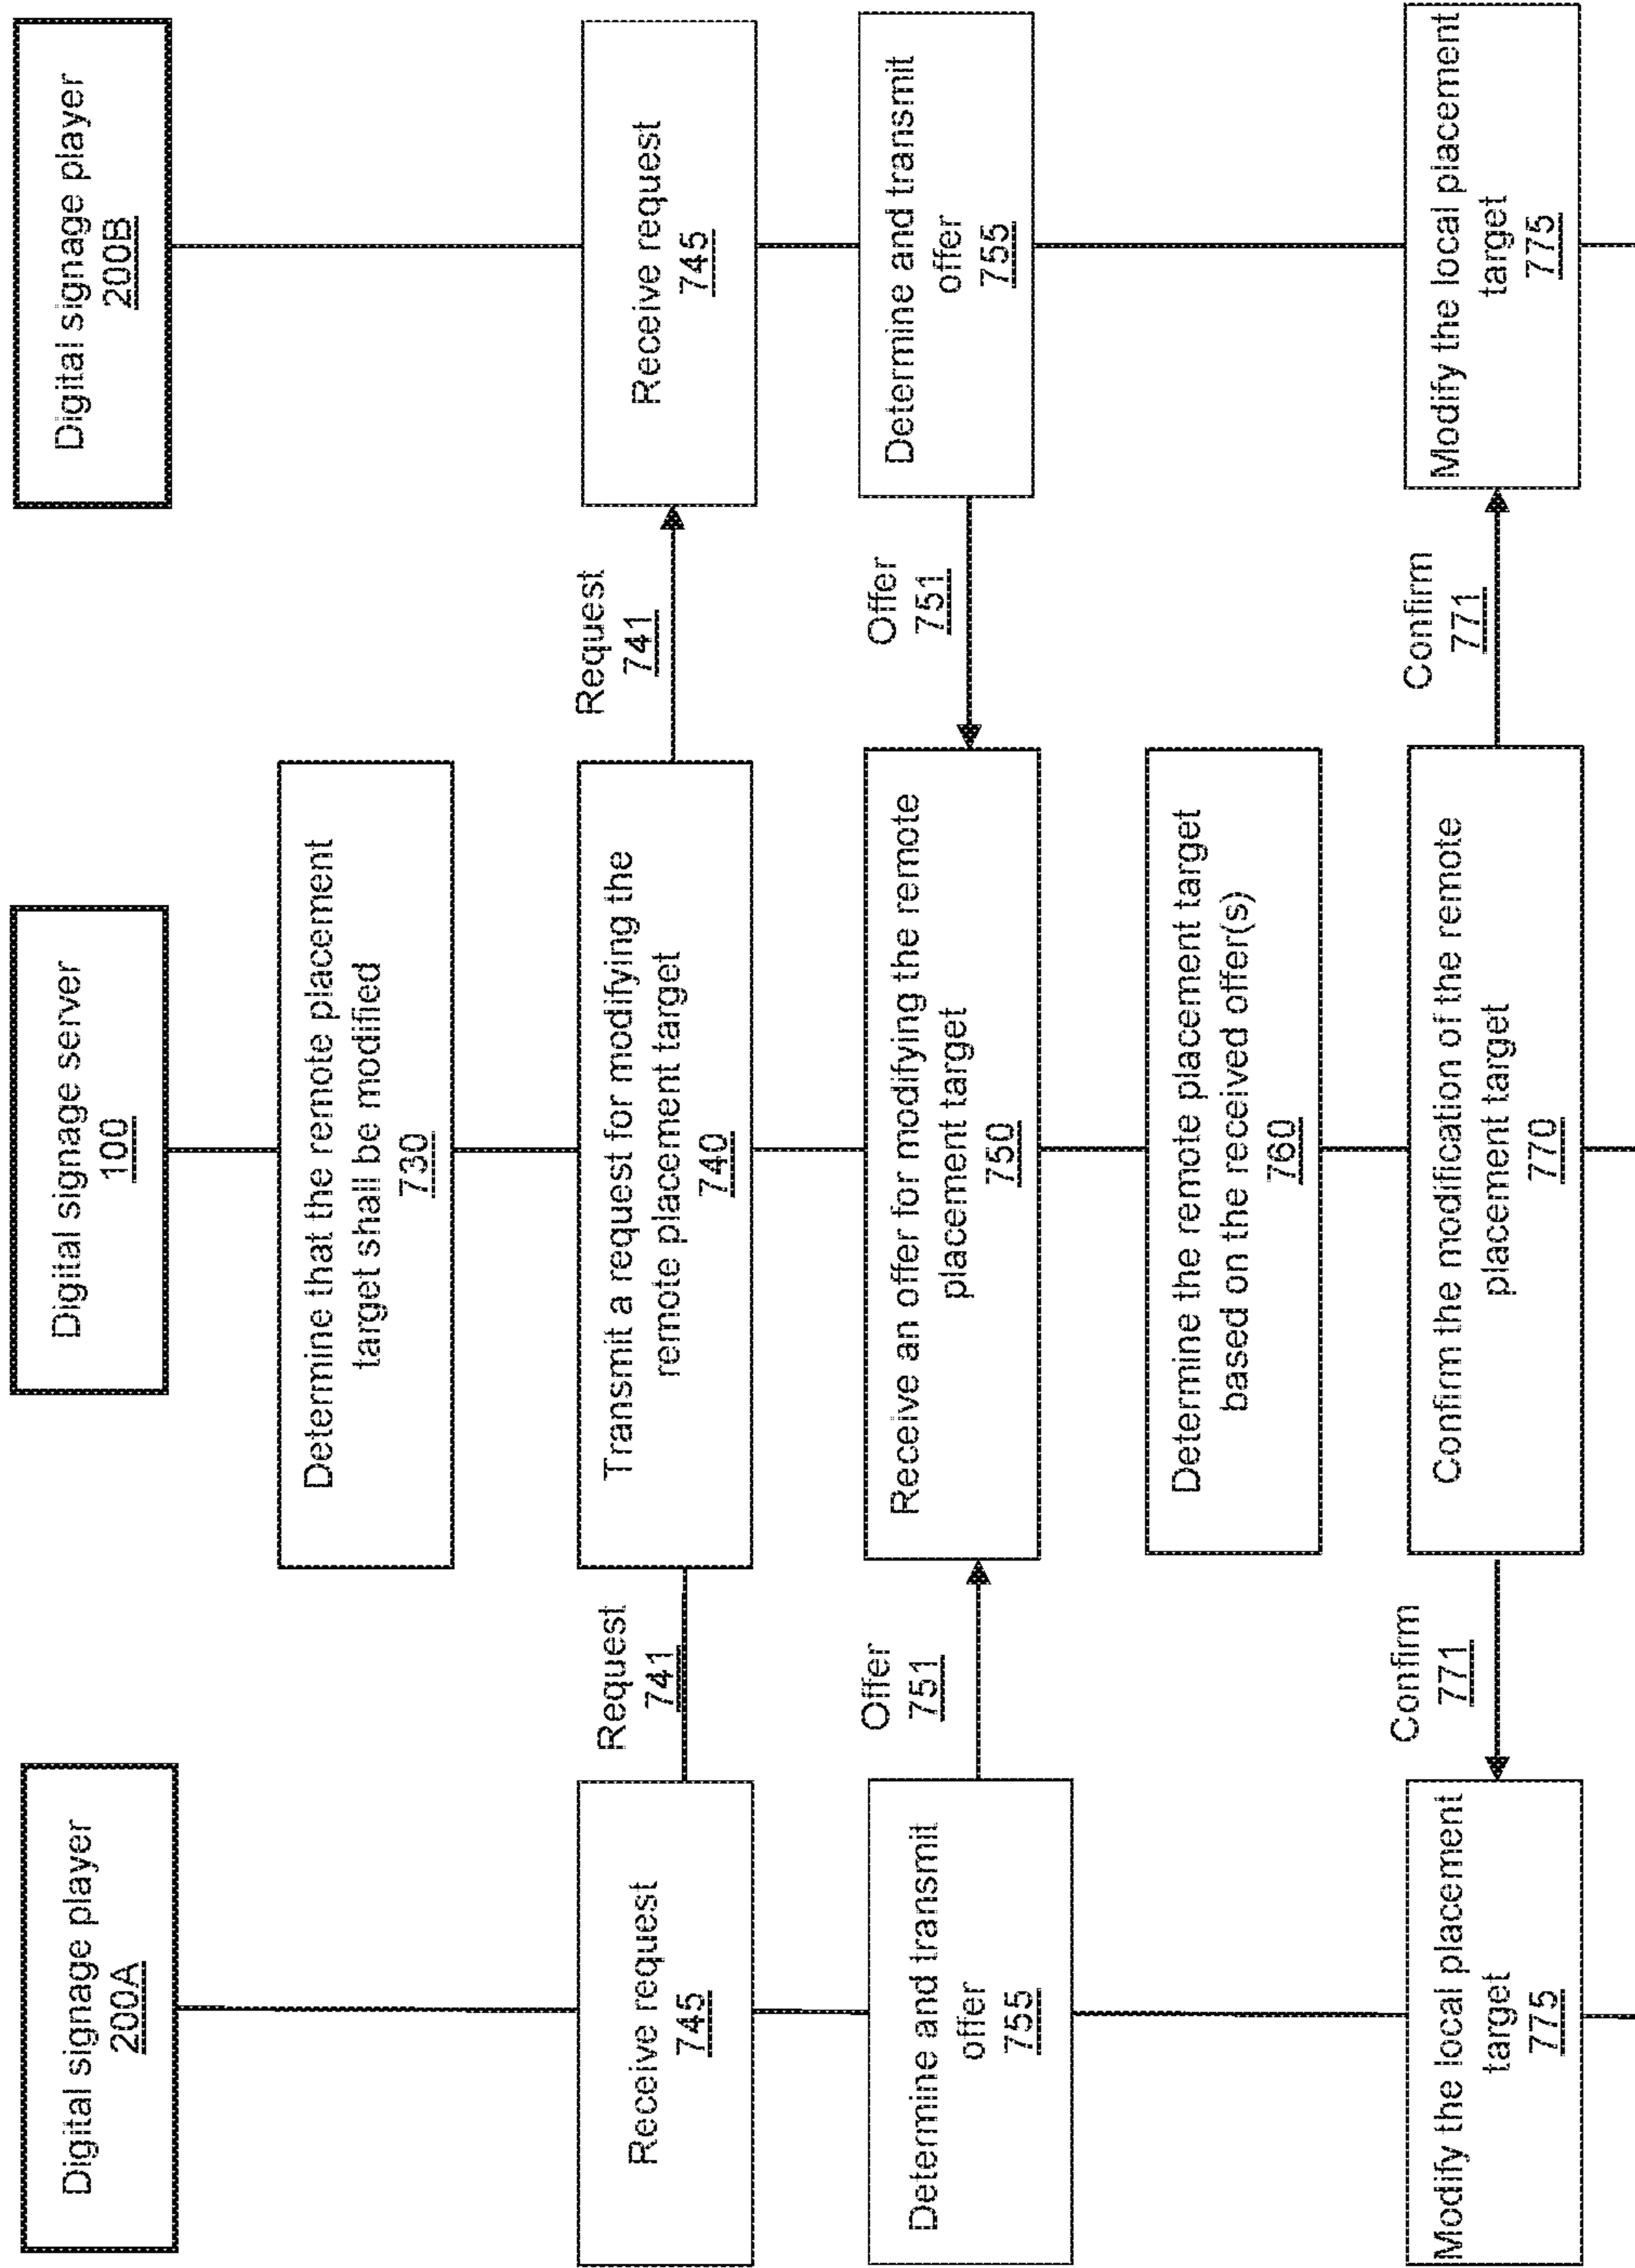 Digital signage player
200A
Digital signage server
100
Digital signage player
200B
Determine that the remote placement
target shall be modified
730
Receive request
745
Request
741
Transmit a request for modifying the
remote placement target
740
Request
741
Receive request
745
Determine and transmit
offer
755
Offer
751
Receive an offer for modifying the remote
placement target
750
Offer
751
Determine and transmit
offer
755
Determine the remote placement target
based on the received offer(s)
760
Modify the local placement
target
775
Confirm
771
Confirm the modification of the remote
placement target
770
Confirm
771
Modify the local placement
target
775